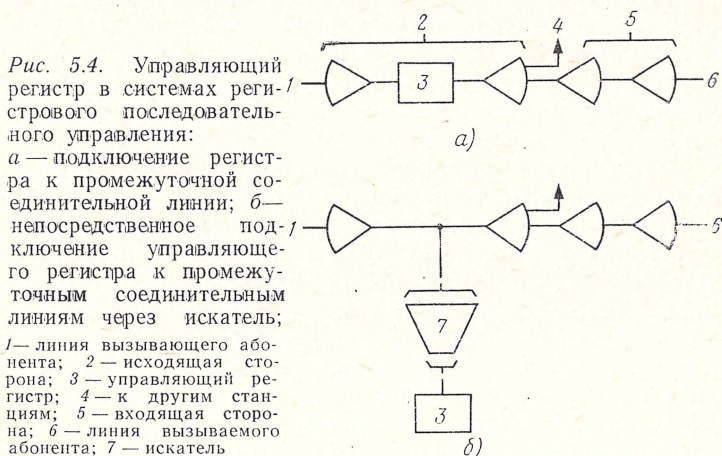 Рис. 5.4. Управляющий
регистр в системах реги-
стрового последователь-
ного управления:
а — подключение регист-
ра к промежуточной со-
единительной линии; б—
непосредственное под-
ключение управляюще-
го регистра к промежу-
точным соединительным
линиям через искатель;
1— линия вызывающего або-
нента; 2 — исходящая сто-
рона; 3 — управляющий ре-
гистр; 4 — к другим стан-
циям; 5 — входящая сторо-
на; 6 — линия вызываемого
абонента; 7 — искатель
2
4
5
1
3
6
а)
1
6
7
3
б)